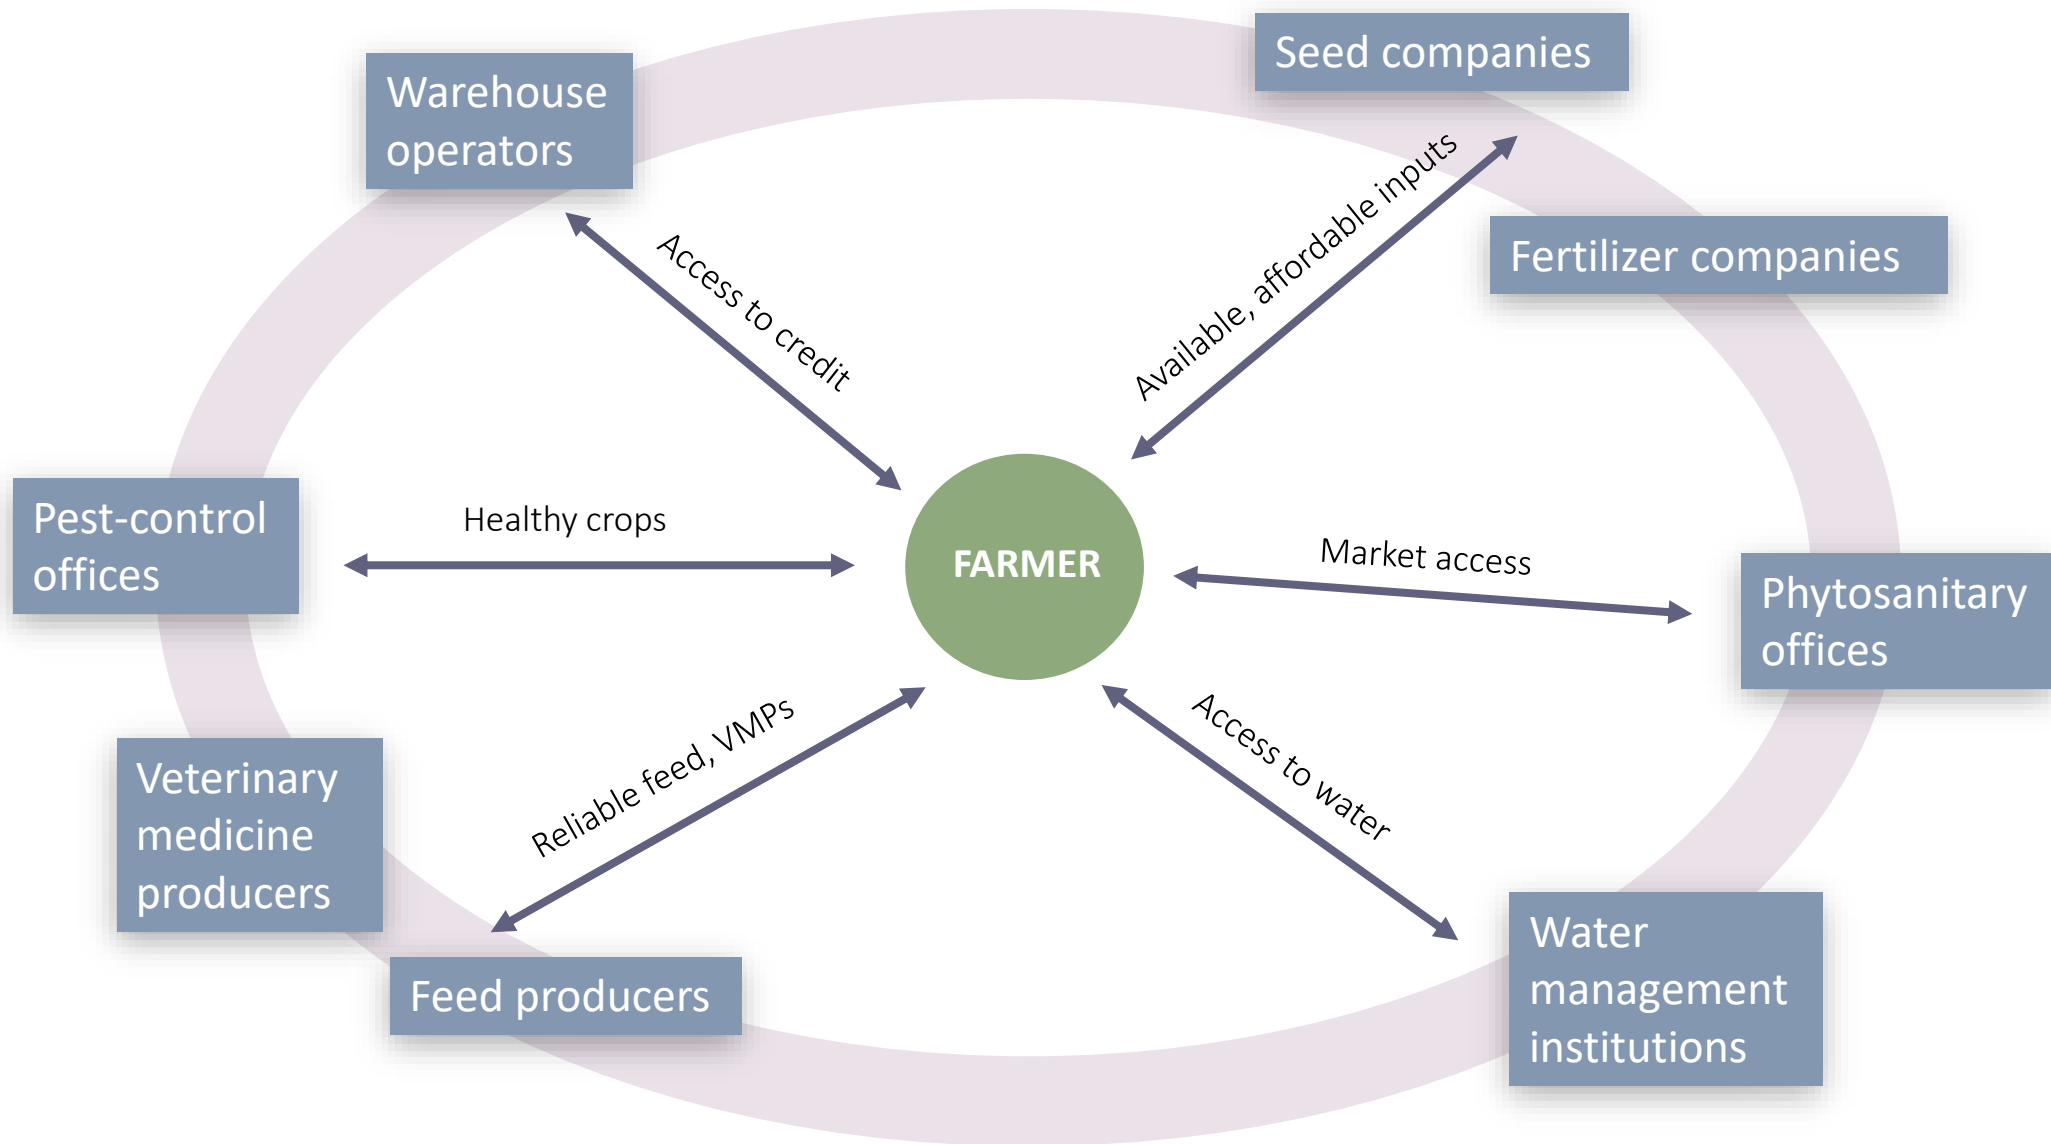 Seed companies
Warehouse
operators
Available, affordable inputs
Fertilizer companies
Access to credit
Pest-control
offices
Healthy crops
FARMER
Market access
Phytosanitary
offices
Veterinary
medicine
producers
Reliable feed, VMPs
Access to water
Feed producers
Water
management
institutions